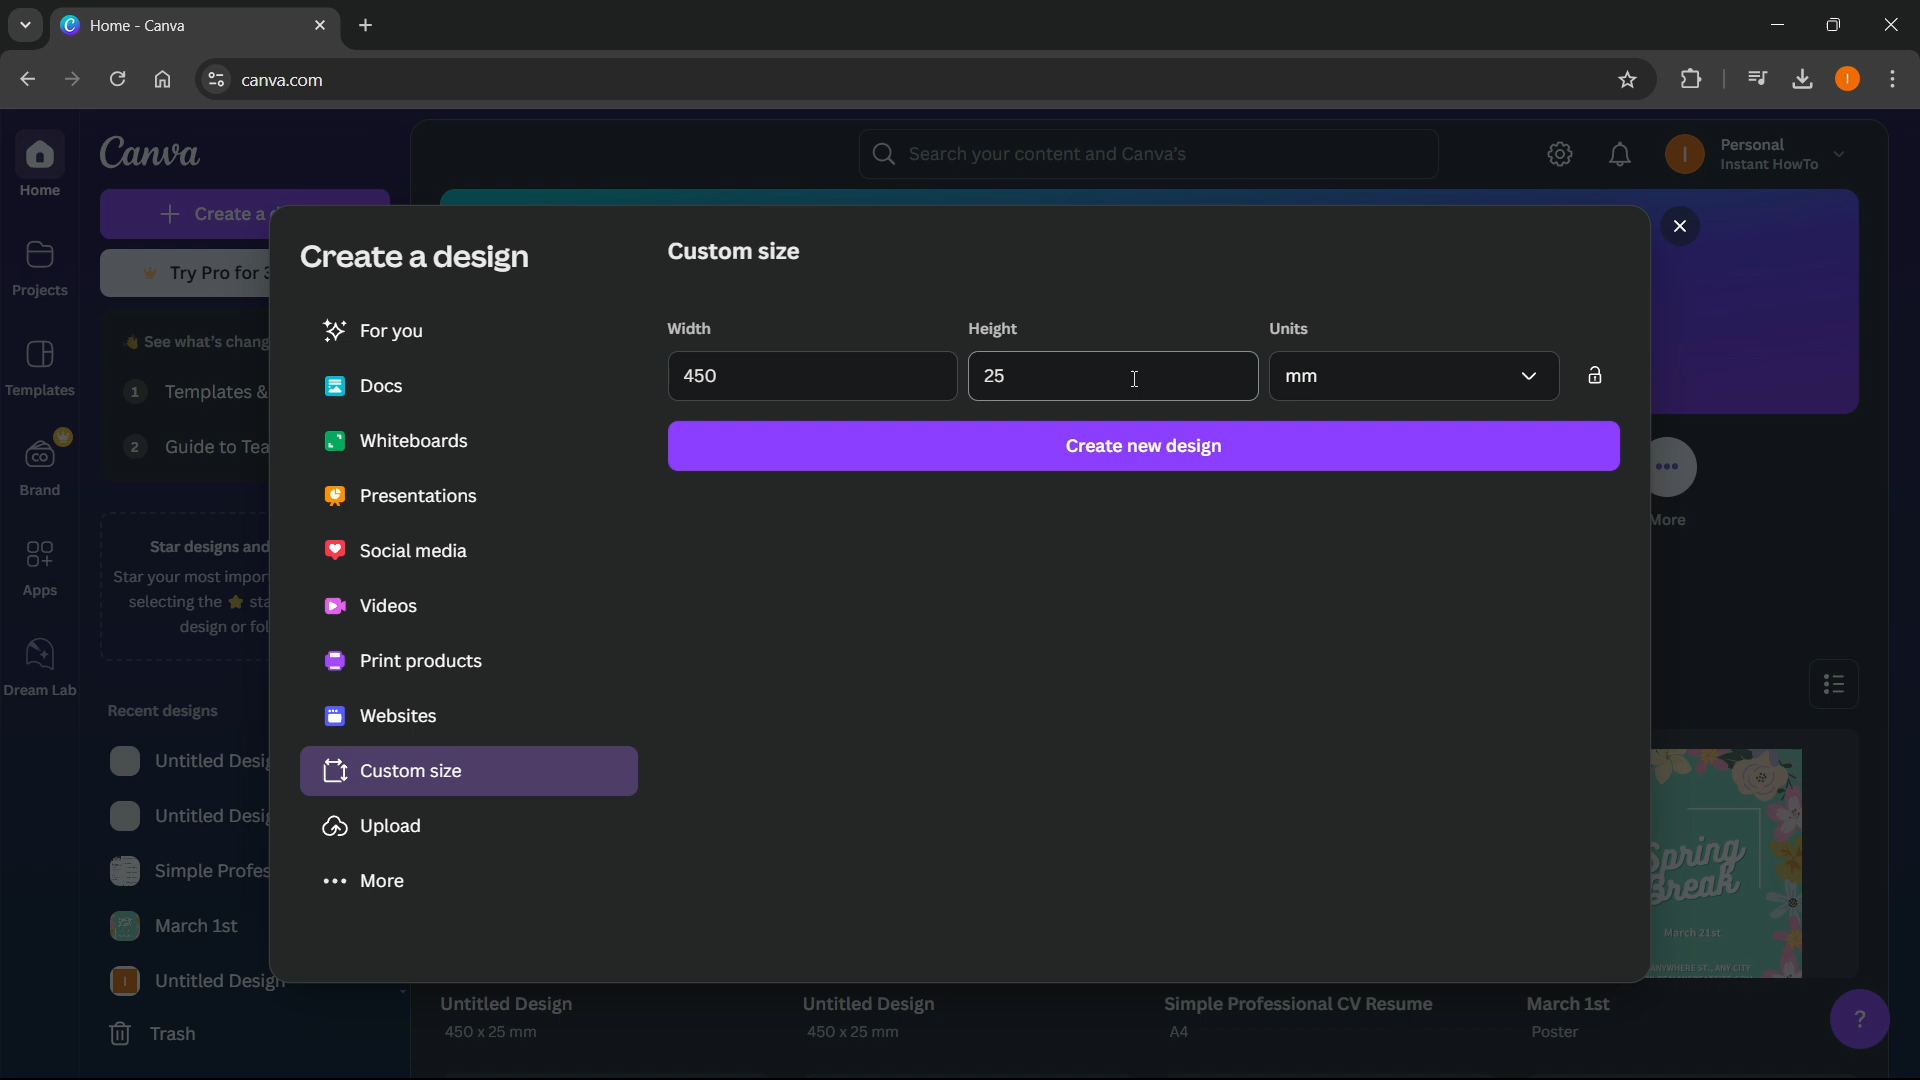 Home - Canva
canva.com
Home
Projects
Templates
Brand
Apps
Dream Lab
Canva
Create a d
Try Pro for 3
See what's chang
1 Templates &
2 Guide to Tea
Star designs and
Star your most impor
selecting the sta
design or fol
Recent designs
Untitled Desig
Untitled Desig
Simple Profes
March 1st
I Untitled Design
Trash
Search your content and Canva's
I
I
Personal
Instant HowTo
Create a design
For you
Docs
Whiteboards
Presentations
Social media
Videos
Print products
Websites
Custom size
Upload
More
Custom size
Width
Height
Units
450
25
mm
Create new design
More
Spring
Break
March 21st
ANYWHERE ST., ANY CITY
Untitled Design
450 x 25 mm
Untitled Design
450 x 25 mm
Simple Professional CV Resume
A4
March 1st
Poster
?